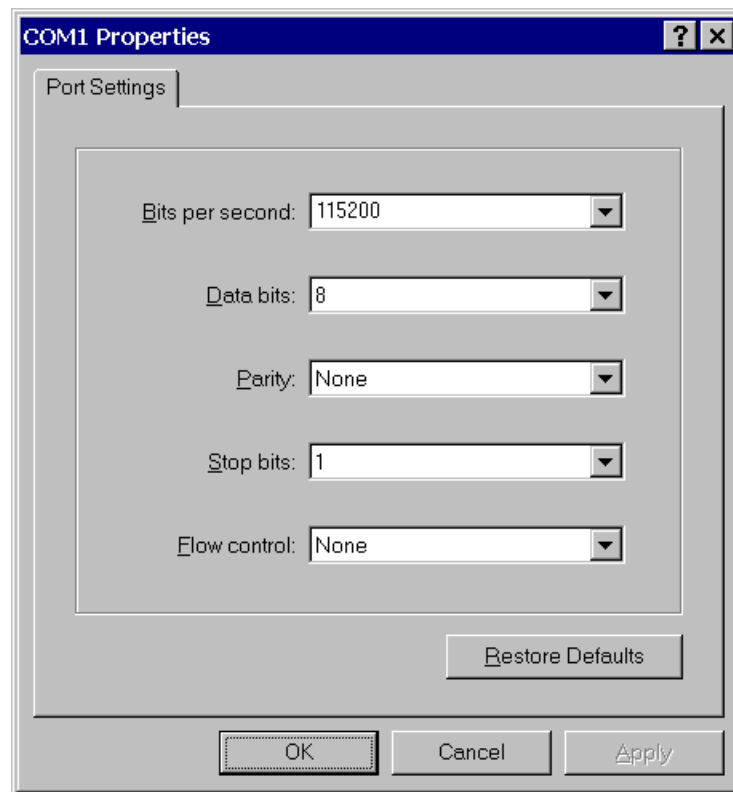 COM1 Properties
Port Settings
Bits per second: 115200
Data bits: 8
Parity: None
Stop bits: 1
Flow control: None
Restore Defaults
OK Cancel Apply